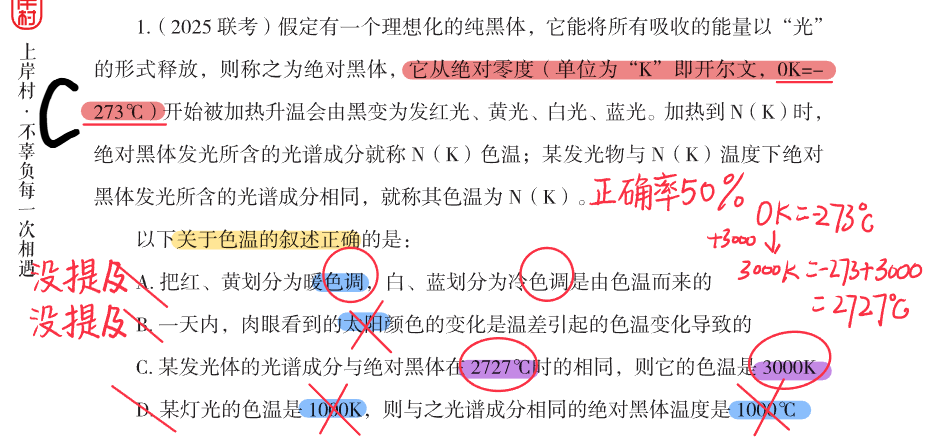 岸村
上岸村·不辜负每一次相遇
1.（2025 联考）假定有一个理想化的纯黑体，它能将所有吸收的能量以“光”
的形式释放，则称之为绝对黑体，它从绝对零度（单位为“K”即开尔文，0K=-
273℃）开始被加热升温会由黑变为发红光、黄光、白光、蓝光。加热到 N（K）时，
C
绝对黑体发光所含的光谱成分就称 N（K）色温；某发光物与 N（K）温度下绝对
黑体发光所含的光谱成分相同，就称其色温为 N（K）。
正确率50%
以下关于色温的叙述正确的是：
0K=-273℃
+3000
3000K=-273+3000
=2727℃
没提及
A. 把红、黄划分为暖色调，白、蓝划分为冷色调是由色温而来的
没提及
B. 一天内，肉眼看到的太阳颜色的变化是温差引起的色温变化导致的
C. 某发光体的光谱成分与绝对黑体在 2727℃时的相同，则它的色温是 3000K
D. 某灯光的色温是 1000K，则与之光谱成分相同的绝对黑体温度是 1000℃